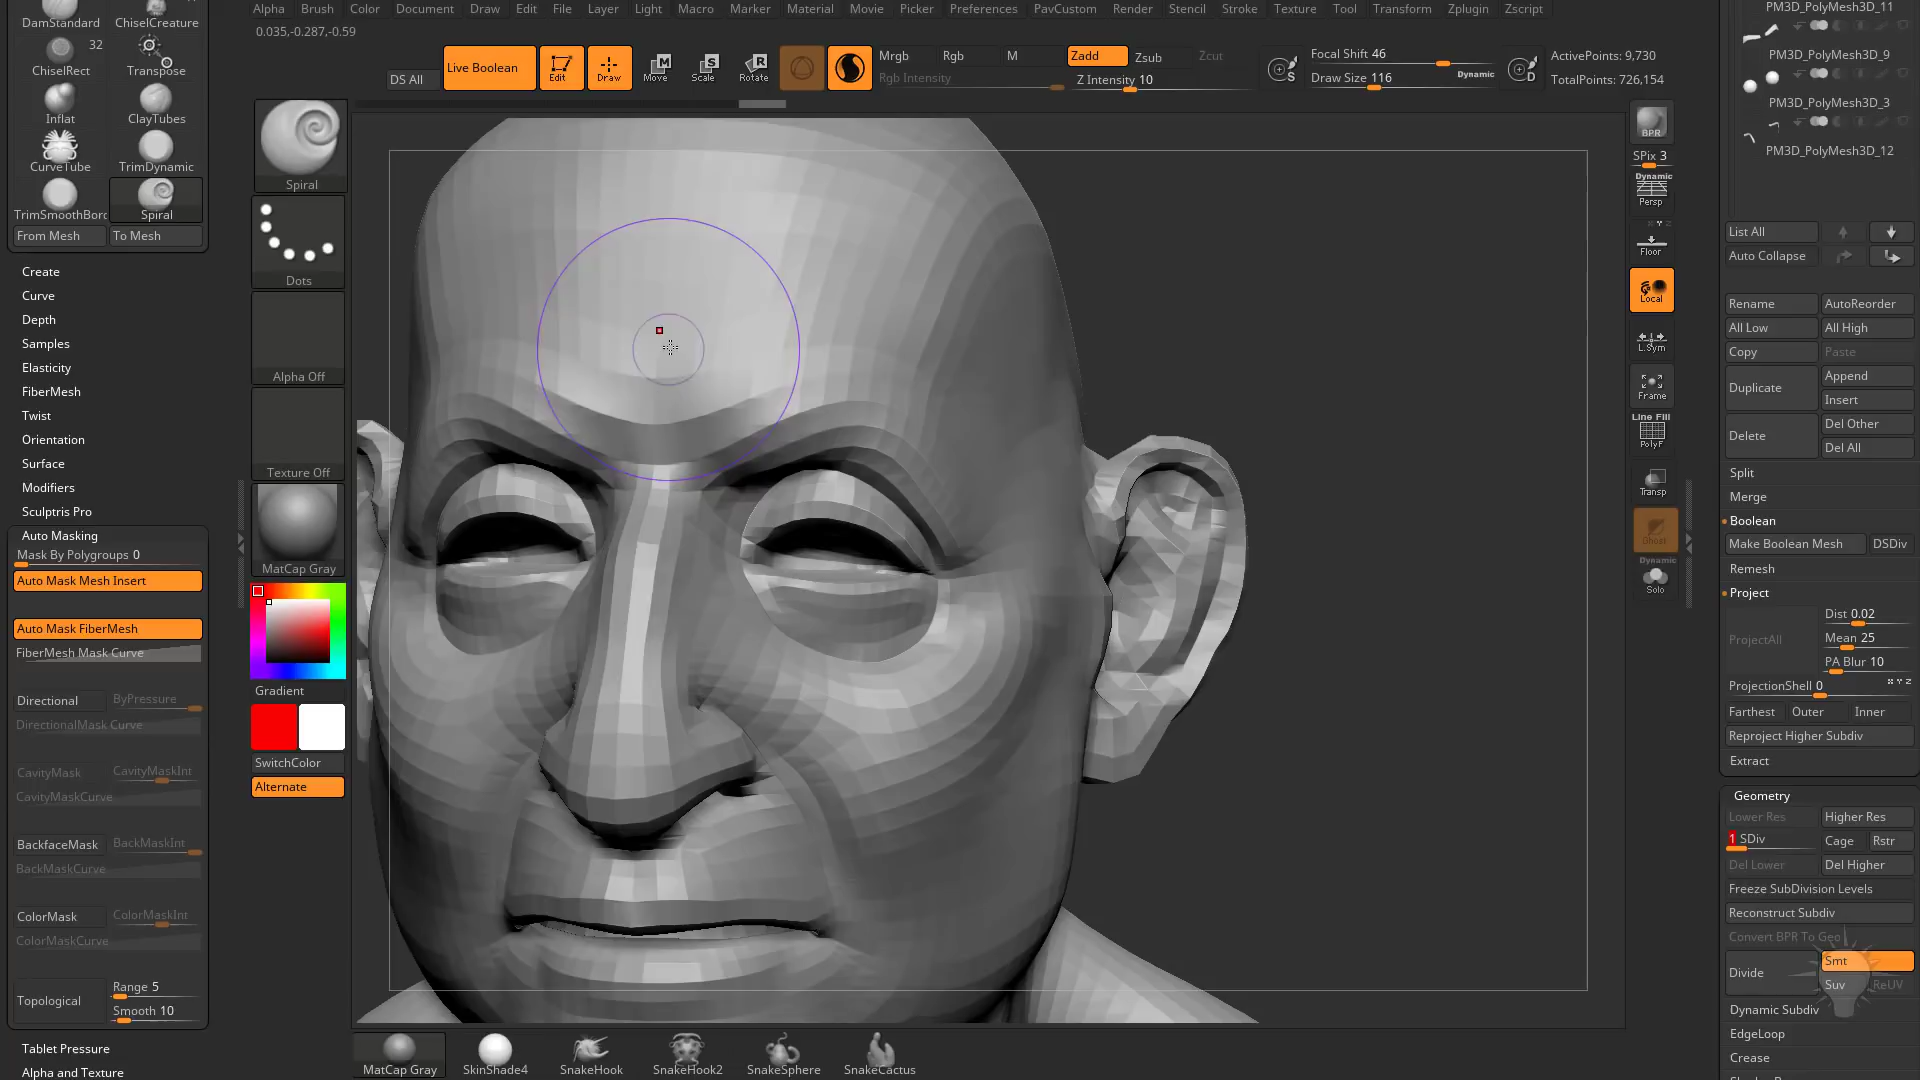 Alpha Brush Color Document Draw Edit File Layer Light Macro Marker Material Movie Picker Preferences PavCustom Render Stencil Stroke Texture Tool Transform Zplugin Zscript
0.035,-0.287,-0.59
DS All
Live Boolean
Edit
Draw
Move
Scale
Rotate
Mrgb
Rgb
M
Zadd
Zsub
Zcut
Rgb Intensity
Z Intensity 10
S
Focal Shift 46
Draw Size 116
Dynamic
D
ActivePoints: 9,730
TotalPoints: 726,154
DamStandard
ChiselCreature
32
ChiselRect
Transpose
Inflat
ClayTubes
CurveTube
TrimDynamic
TrimSmoothBord
Spiral
From Mesh
To Mesh
Create
Curve
Depth
Samples
Elasticity
FiberMesh
Twist
Orientation
Surface
Modifiers
Sculptris Pro
Auto Masking
Mask By Polygroups 0
Auto Mask Mesh Insert
Auto Mask FiberMesh
FiberMesh Mask Curve
Directional
ByPressure
DirectionalMask Curve
CavityMask
CavityMaskInt
CavityMaskCurve
BackfaceMask
BackMaskInt
BackMaskCurve
ColorMask
ColorMaskInt
ColorMaskCurve
Topological
Range 5
Smooth 10
Tablet Pressure
Alpha and Texture
Spiral
Dots
Alpha Off
Texture Off
MatCap Gray
Gradient
SwitchColor
Alternate
MatCap Gray
SkinShade4
SnakeHook
SnakeHook2
SnakeSphere
SnakeCactus
BPR
SPix 3
Dynamic
Persp
Floor
Local
L.Sym
Frame
Line Fill
PolyF
Transp
Ghost
Dynamic
Solo
PM3D_PolyMesh3D_11
PM3D_PolyMesh3D_9
PM3D_PolyMesh3D_3
PM3D_PolyMesh3D_12
List All
Auto Collapse
Rename
AutoReorder
All Low
All High
Copy
Paste
Duplicate
Append
Insert
Delete
Del Other
Del All
Split
Merge
Boolean
Make Boolean Mesh
DSDiv
Remesh
Project
ProjectAll
Dist 0.02
Mean 25
PA Blur 10
ProjectionShell 0
X Y Z
Farthest
Outer
Inner
Reproject Higher Subdiv
Extract
Geometry
Lower Res
Higher Res
1 SDiv
Cage
Rstr
Del Lower
Del Higher
Freeze SubDivision Levels
Reconstruct Subdiv
Convert BPR To Geo
Divide
Smt
Suv
ReUV
Dynamic Subdiv
EdgeLoop
Crease